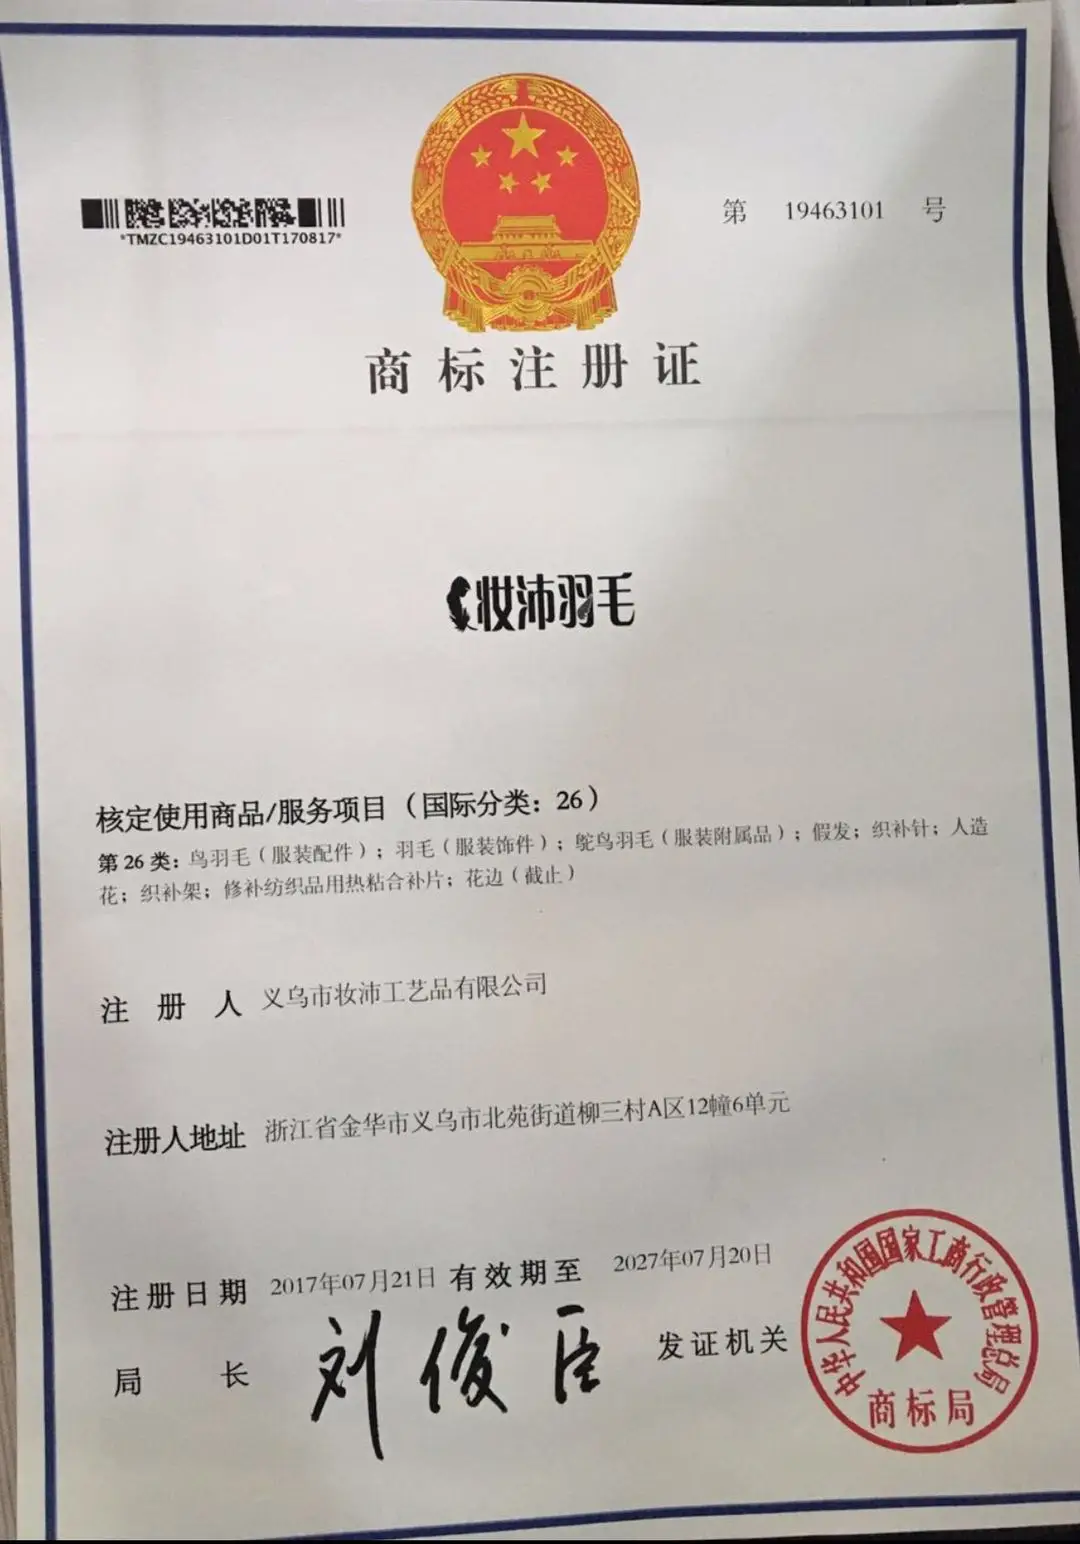 *TMZC19463101D01T170817*
第 19463101 号
商标注册证
妆沛羽毛
核定使用商品/服务项目（国际分类：26）
第 26 类：鸟羽毛（服装配件）；羽毛（服装饰件）；鸵鸟羽毛（服装附属品）；假发；织补针；人造
花；织补架；修补纺织品用热粘合补片；花边（截止）
注册人 义乌市妆沛工艺品有限公司
注册人地址 浙江省金华市义乌市北苑街道柳三村A区12幢6单元
注册日期 2017年07月21日 有效期至 2027年07月20日
局长 刘俊臣 发证机关
中华人民共和国国家工商行政管理总局
商标局